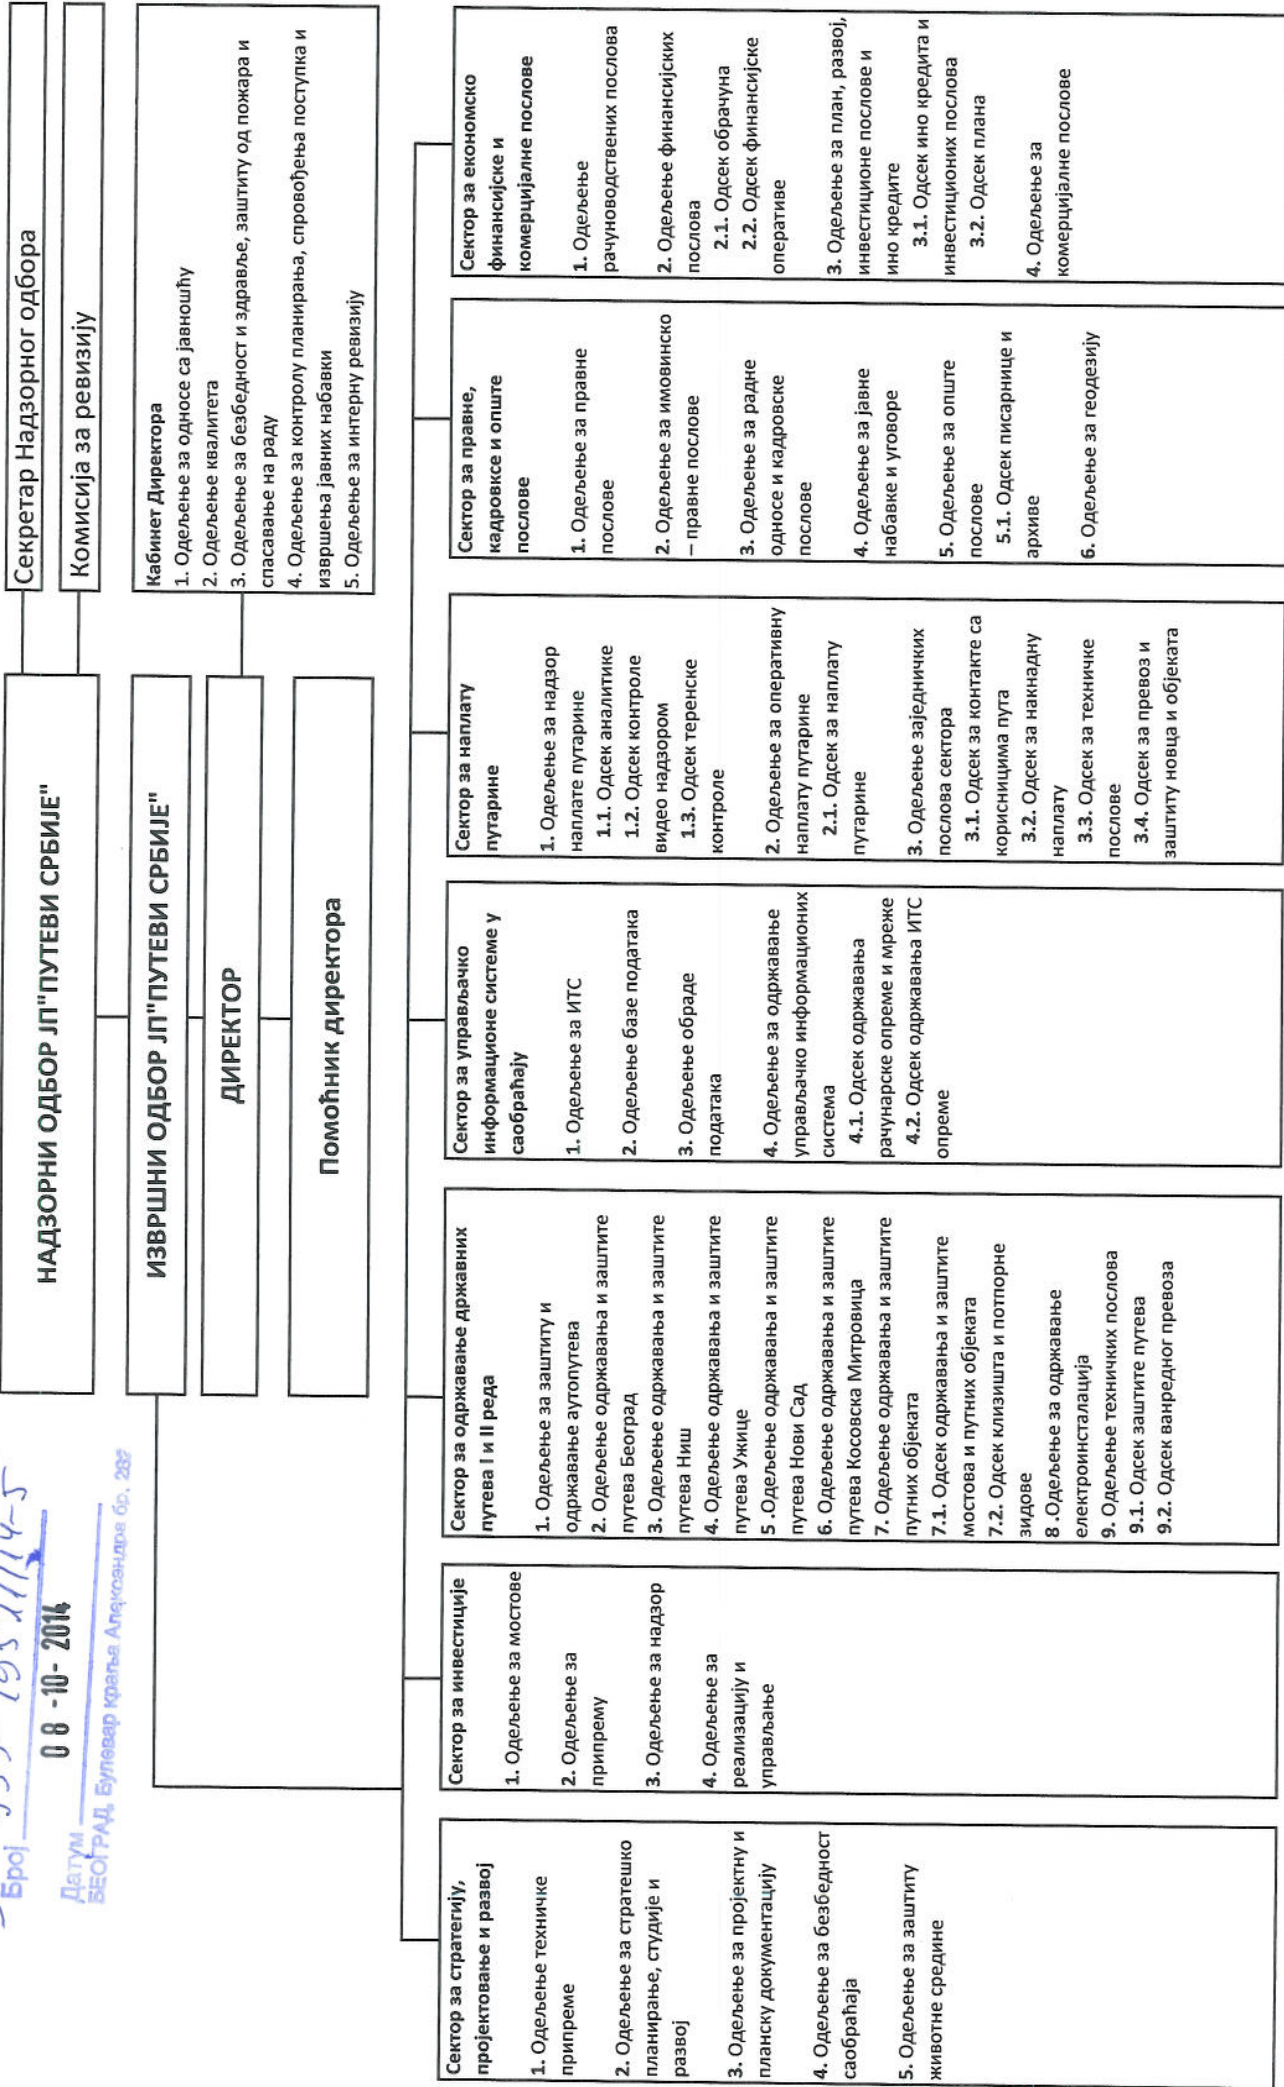 Број
08-10-2014
Датум
БЕОГРАД, Булевар краља Александра бр. 282
НАДЗОРНИ ОДБОР ЈП"ПУТЕВИ СРБИЈЕ"
Секретар Надзорног одбора
Комисија за ревизију
ИЗВРШНИ ОДБОР ЈП"ПУТЕВИ СРБИЈЕ"
ДИРЕКТОР
Помоћник директора
Кабинет Директора
1. Одељење за односе са јавношћу
2. Одељење квалитета
3. Одељење за безбедност и здравље, заштиту од пожара и
спасавање на раду
4. Одељење за контролу планирања, спровођења поступка и
извршења јавних набавки
5. Одељење за интерну ревизију
Сектор за стратегију,
пројектовање и развој
1. Одељење техничке
припреме
2. Одељење за стратешко
планирање, студије и
развој
3. Одељење за пројектну и
планску документацију
4. Одељење за безбедност
саобраћаја
5. Одељење за заштиту
животне средине
Сектор за инвестиције
1. Одељење за мостове
2. Одељење за
припрему
3. Одељење за надзор
4. Одељење за
реализацију и
управљање
Сектор за одржавање државних
путева I и II реда
1. Одељење за заштиту и
одржавање аутопутева
2. Одељење одржавања и заштите
путева Београд
3. Одељење одржавања и заштите
путева Ниш
4. Одељење одржавања и заштите
путева Ужице
5 .Одељење одржавања и заштите
путева Нови Сад
6. Одељење одржавања и заштите
путева Косовска Митровица
7. Одељење одржавања и заштите
путних објеката
7.1. Одсек одржавања и заштите
мостова и путних објеката
7.2. Одсек клизишта и потпорне
зидове
8 .Одељење за одржавање
електроинсталација
9. Одељење техничких послова
9.1. Одсек заштите путева
9.2. Одсек ванредног превоза
Сектор за управљачко
информационе системе у
саобраћају
1. Одељење за ИТС
2. Одељење базе података
3. Одељење обраде
података
4. Одељење за одржавање
управљачко информационих
система
4.1. Одсек одржавања
рачунарске опреме и мреже
4.2. Одсек одржавања ИТС
опреме
Сектор за наплату
путарине
1. Одељење за надзор
наплате путарине
1.1. Одсек аналитике
1.2. Одсек контроле
видео надзором
1.3. Одсек теренске
контроле
2. Одељење за оперативну
наплату путарине
2.1. Одсек за наплату
путарине
3. Одељење заједничких
послова сектора
3.1. Одсек за контакте са
корисницима пута
3.2. Одсек за накнадну
наплату
3.3. Одсек за техничке
послове
3.4. Одсек за превоз и
заштиту новца и објеката
Сектор за правне,
кадровксе и опште
послове
1. Одељење за правне
послове
2. Одељење за имовинско
– правне послове
3. Одељење за радне
односе и кадровске
послове
4. Одељење за јавне
набавке и уговоре
5. Одељење за опште
послове
5.1. Одсек писарнице и
архиве
6. Одељење за геодезију
Сектор за економско
финансијске и
комерцијалне послове
1. Одељење
рачуноводствених послова
2. Одељење финансијских
послова
2.1. Одсек обрачуна
2.2. Одсек финансијске
оперативе
3. Одељење за план, развој,
инвестиционе послове и
ино кредите
3.1. Одсек ино кредита и
инвестиционих послова
3.2. Одсек плана
4. Одељење за
комерцијалне послове